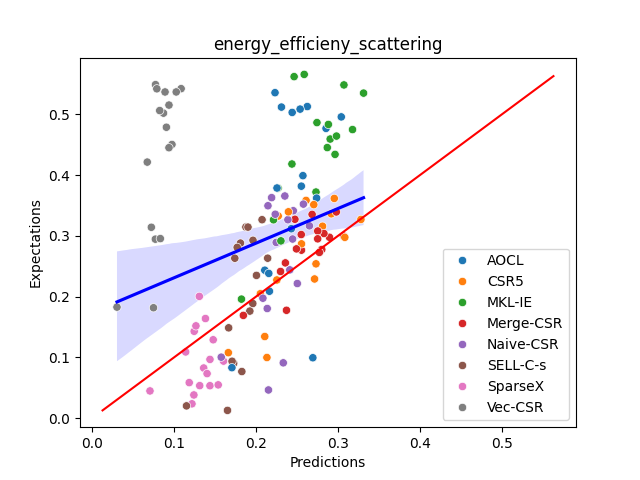 energy_efficieny_scattering
Expectations
0.5
0.4
0.3
0.2
0.1
0.0
0.0
0.1
0.2
0.3
0.4
0.5
Predictions
AOCL
CSR5
MKL-IE
Merge-CSR
Naive-CSR
SELL-C-s
SparseX
Vec-CSR